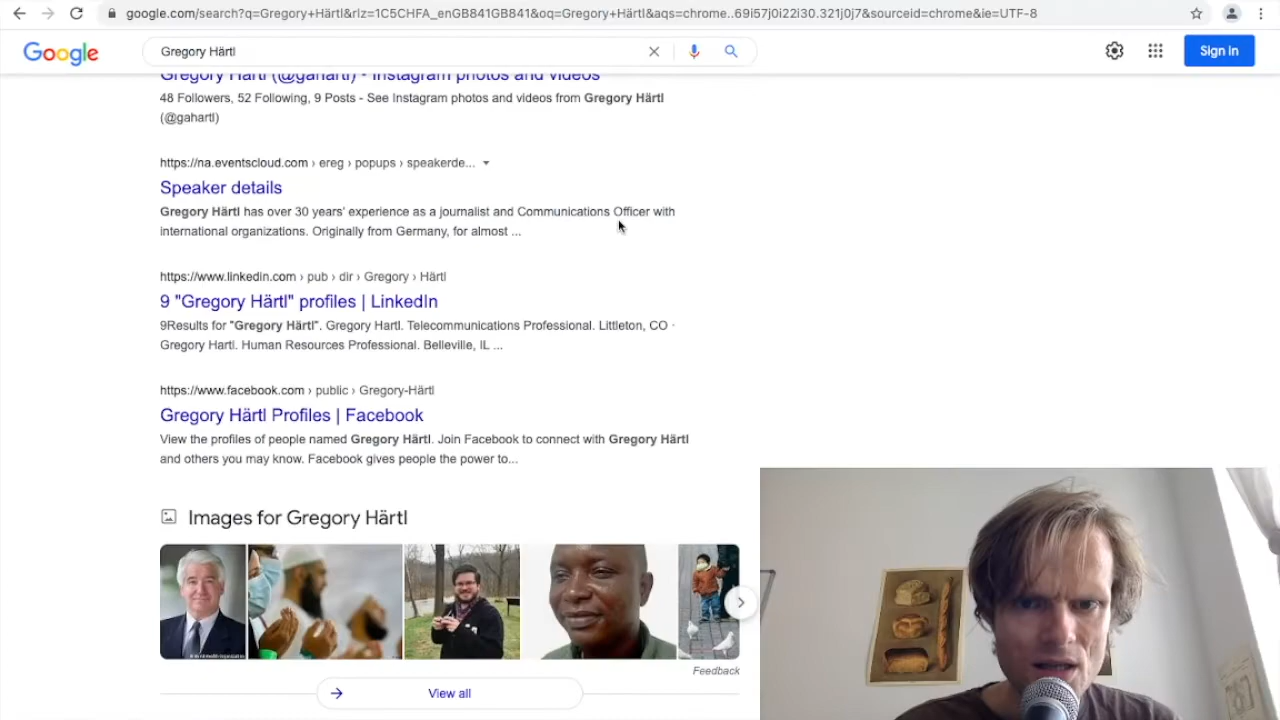 google.com/search?q=Gregory+Härtl&rlz=1C5CHFA_enGB841GB841&oq=Gregory+Härtl&aqs=chrome..69i57j0i22i30.321j0j7&sourceid=chrome&ie=UTF-8
Google
Gregory Härtl
Sign in
Gregory Härtl (@gahartl) - Instagram photos and videos
48 Followers, 52 Following, 9 Posts - See Instagram photos and videos from Gregory Härtl
(@gahartl)
https://na.eventscloud.com › ereg › popups › speakerde...
Speaker details
Gregory Härtl has over 30 years' experience as a journalist and Communications Officer with
international organizations. Originally from Germany, for almost ...
https://www.linkedin.com › pub › dir › Gregory › Härtl
9 "Gregory Härtl" profiles | LinkedIn
9Results for "Gregory Härtl". Gregory Hartl. Telecommunications Professional. Littleton, CO ·
Gregory Hartl. Human Resources Professional. Belleville, IL ...
https://www.facebook.com › public › Gregory-Härtl
Gregory Härtl Profiles | Facebook
View the profiles of people named Gregory Härtl. Join Facebook to connect with Gregory Härtl
and others you may know. Facebook gives people the power to...
Images for Gregory Härtl
Feedback
View all